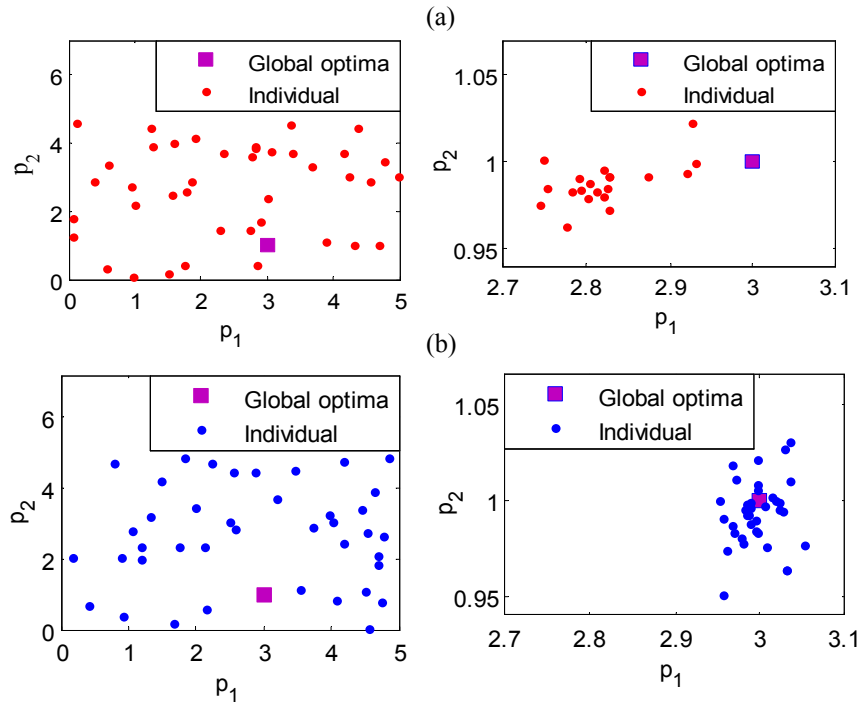 (a)
6
4
2
0
p2
0 1 2 3 4 5
p1
Global optima
Individual
1.05
1
0.95
p2
2.7 2.8 2.9 3 3.1
p1
Global optima
Individual
(b)
6
4
2
0
p2
0 1 2 3 4 5
p1
Global optima
Individual
1.05
1
0.95
p2
2.7 2.8 2.9 3 3.1
p1
Global optima
Individual